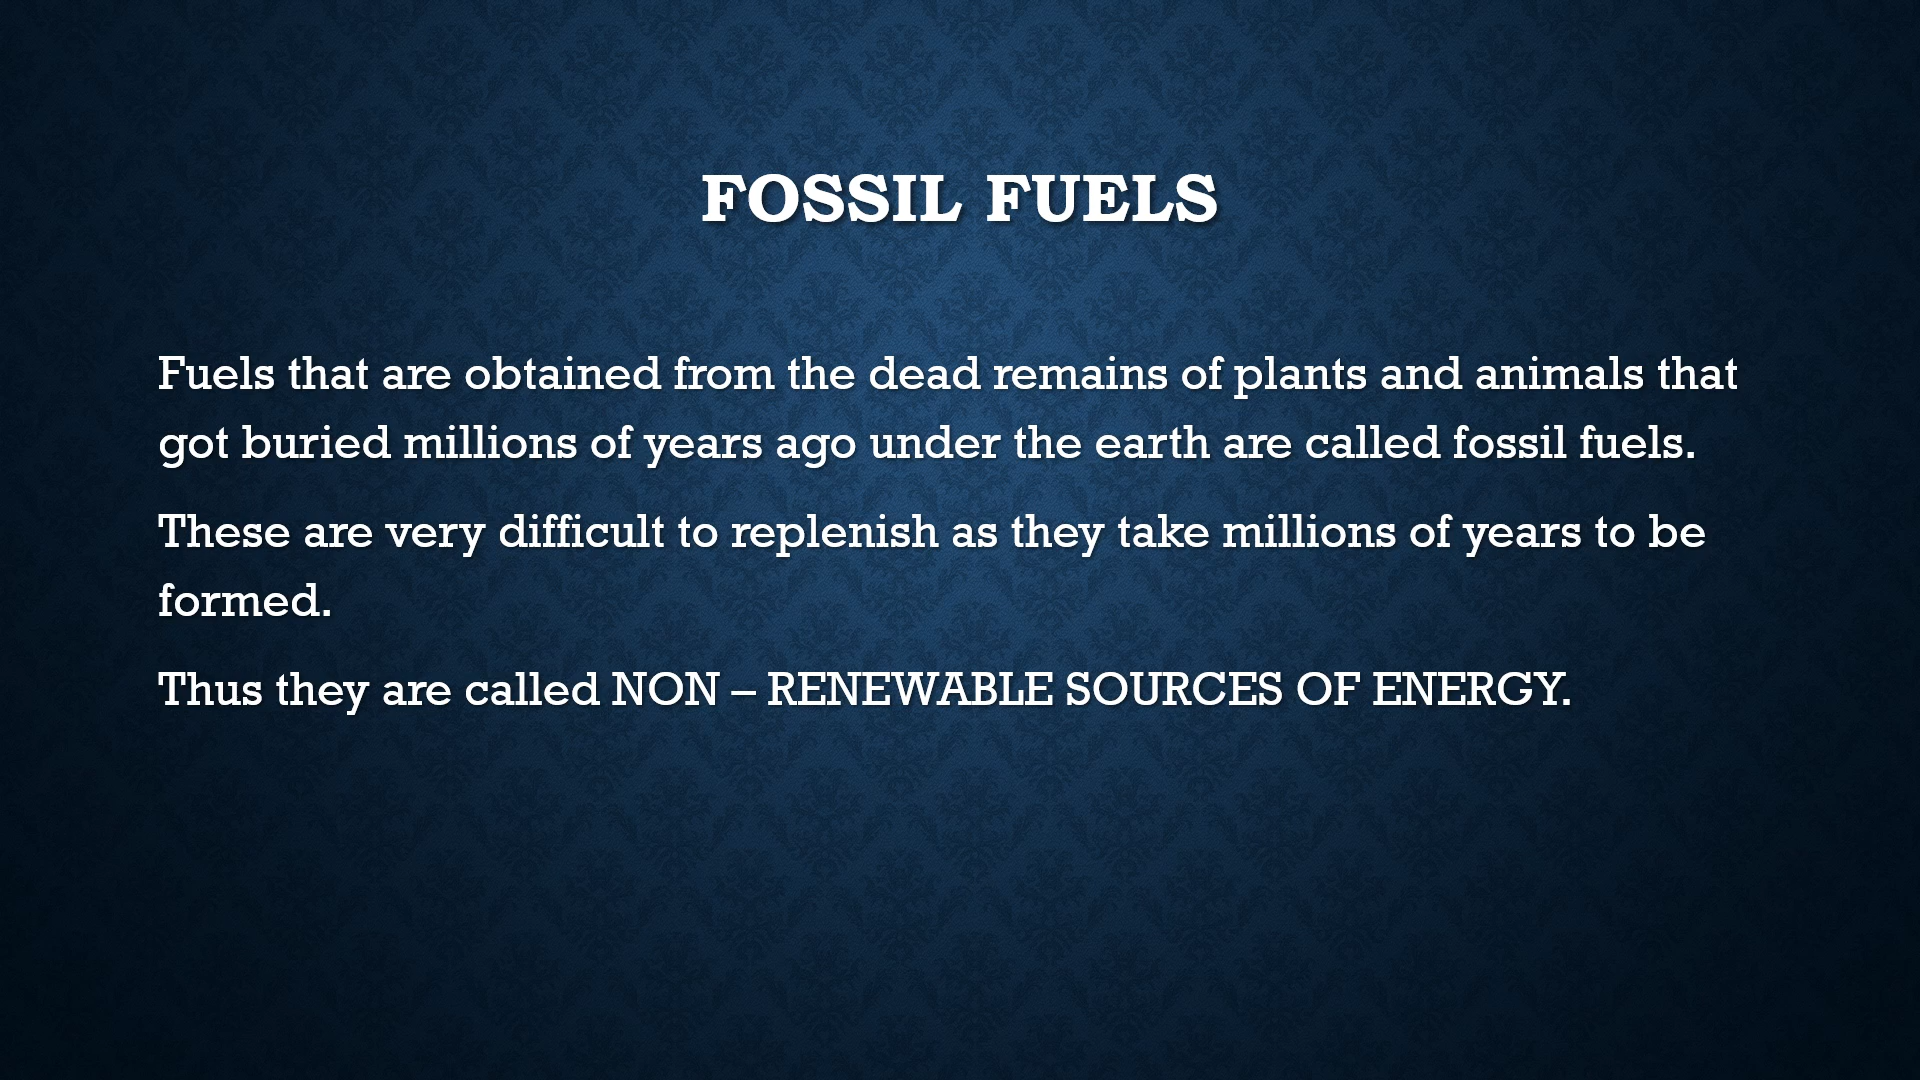 FOSSIL FUELS
Fuels that are obtained from the dead remains of plants and animals that
got buried millions of years ago under the earth are called fossil fuels.
These are very difficult to replenish as they take millions of years to be
formed.
Thus they are called NON – RENEWABLE SOURCES OF ENERGY.